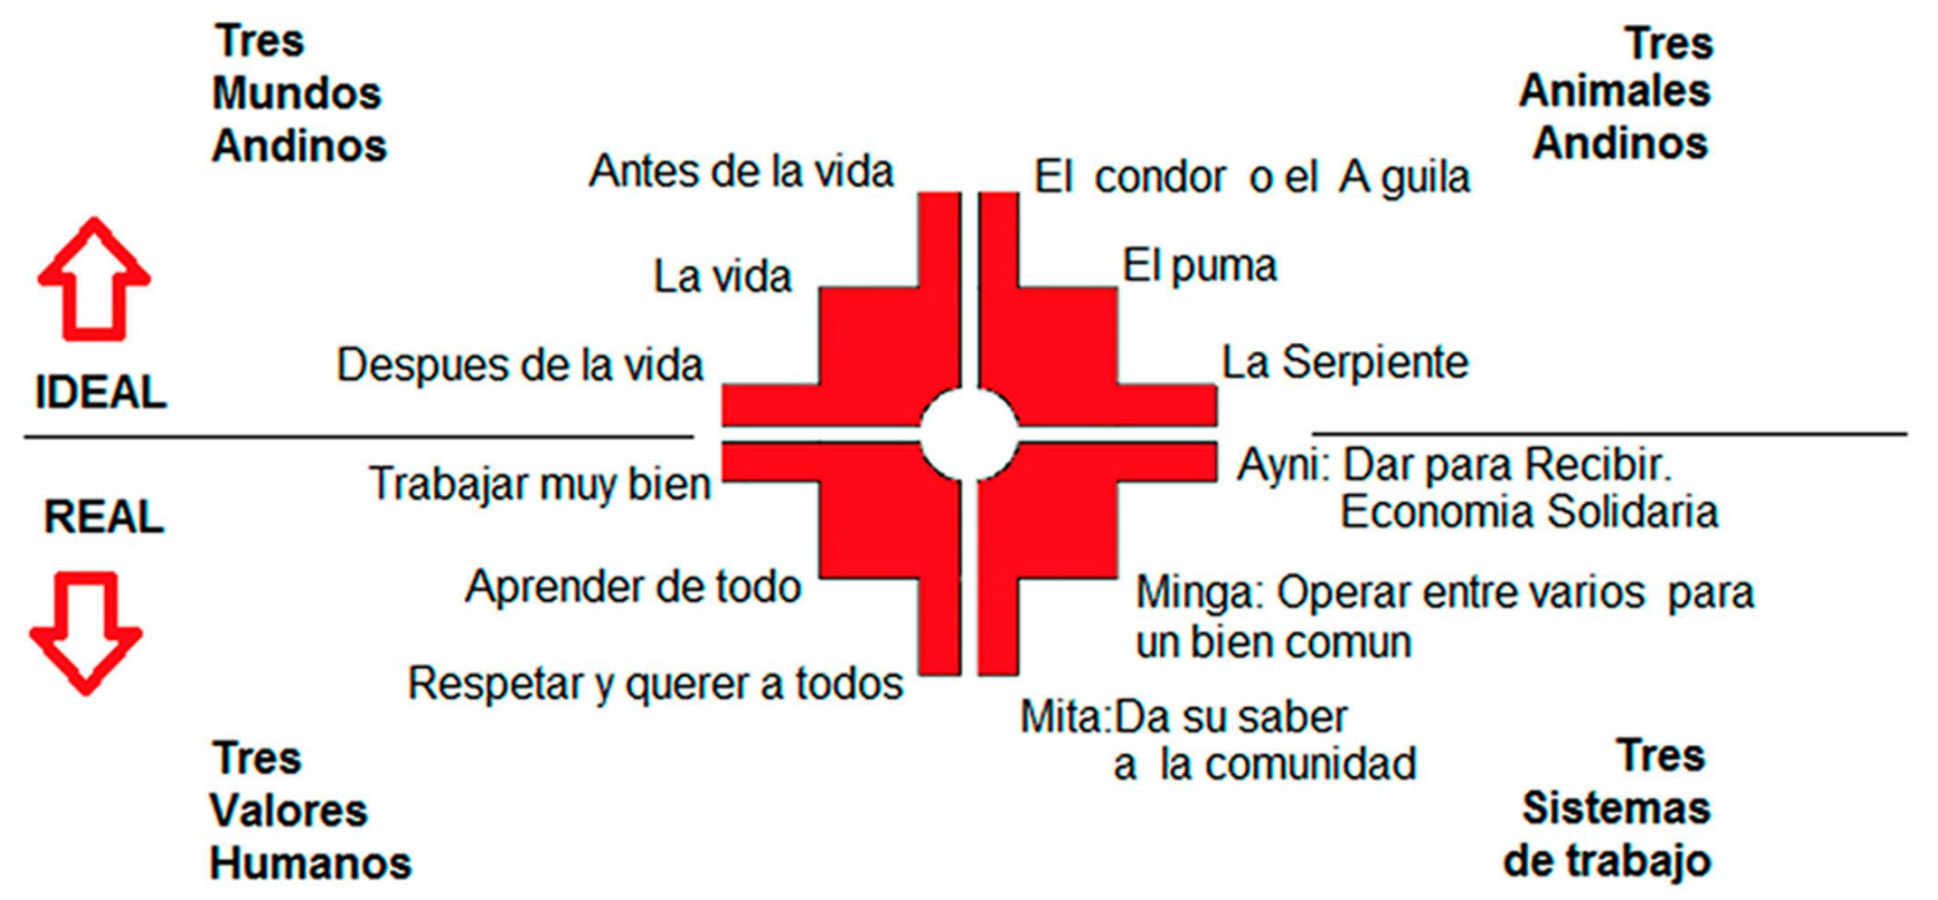 Tres
Mundos
Andinos
Tres
Animales
Andinos
Antes de la vida
El condor o el A guila
La vida
El puma
Despues de la vida
La Serpiente
IDEAL
REAL
Trabajar muy bien
Ayni: Dar para Recibir.
Economia Solidaria
Aprender de todo
Minga: Operar entre varios para
un bien comun
Respetar y querer a todos
Mita:Da su saber
a la comunidad
Tres
Valores
Humanos
Tres
Sistemas
de trabajo